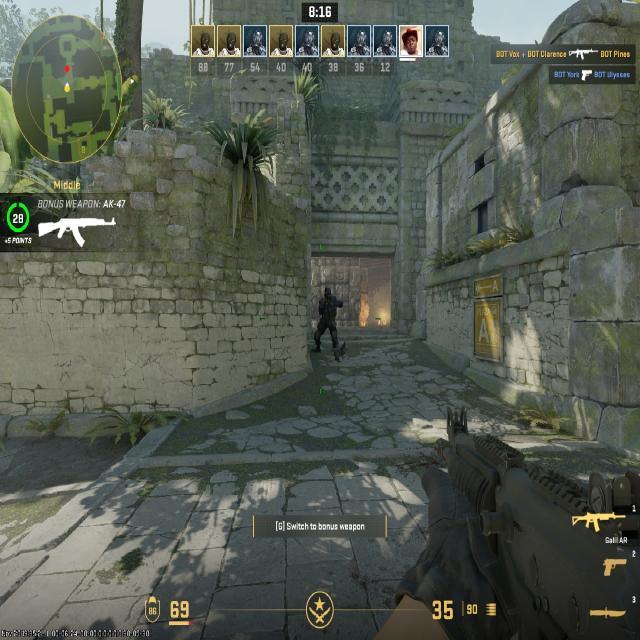 8:16
88 77 54 40 40 38 36 12
BOT Vox + BOT Clarence BOT Pines
BOT York BOT Ulysses
Middle
BONUS WEAPON: AK-47
28
+5 POINTS
A
[G] Switch to bonus weapon
1
Galil AR
2
3
86 69
35 90